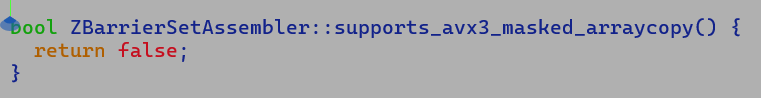 bool ZBarrierSetAssembler::supports_avx3_masked_arraycopy() {
  return false;
}